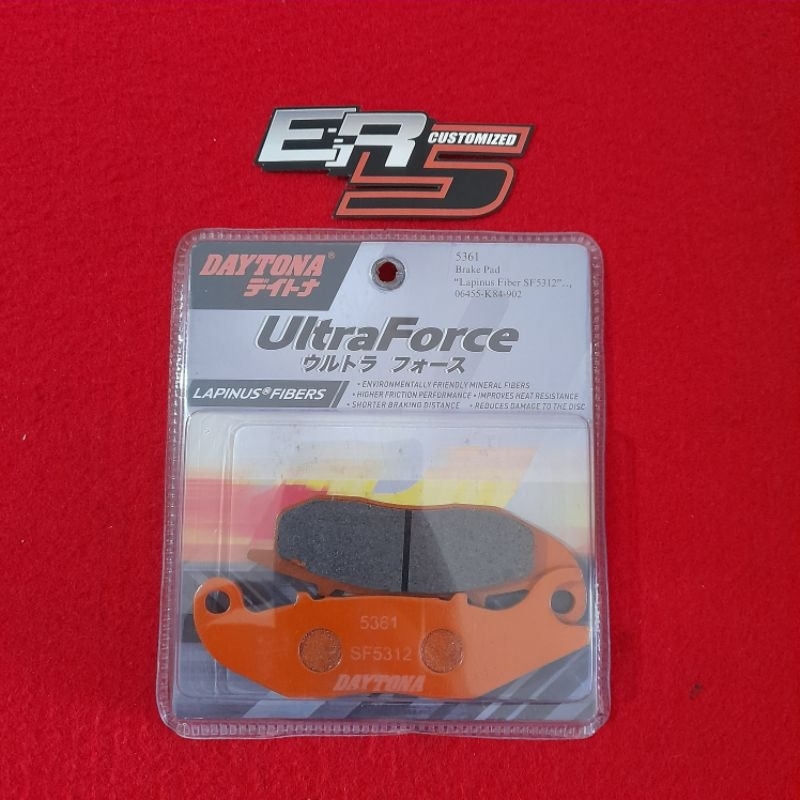 ERS
CUSTOMIZED
DAYTONA®
デイトナ
5361
Brake Pad
"Lapinus Fiber SF5312"..,
06455-K84-902
UltraForce
ウルトラ フォース
LAPINUS® FIBERS
• ENVIRONMENTALLY FRIENDLY MINERAL FIBERS
• HIGHER FRICTION PERFORMANCE • IMPROVES HEAT RESISTANCE
• SHORTER BRAKING DISTANCE • REDUCES DAMAGE TO THE DISC
5361
SF5312
DAYTONA